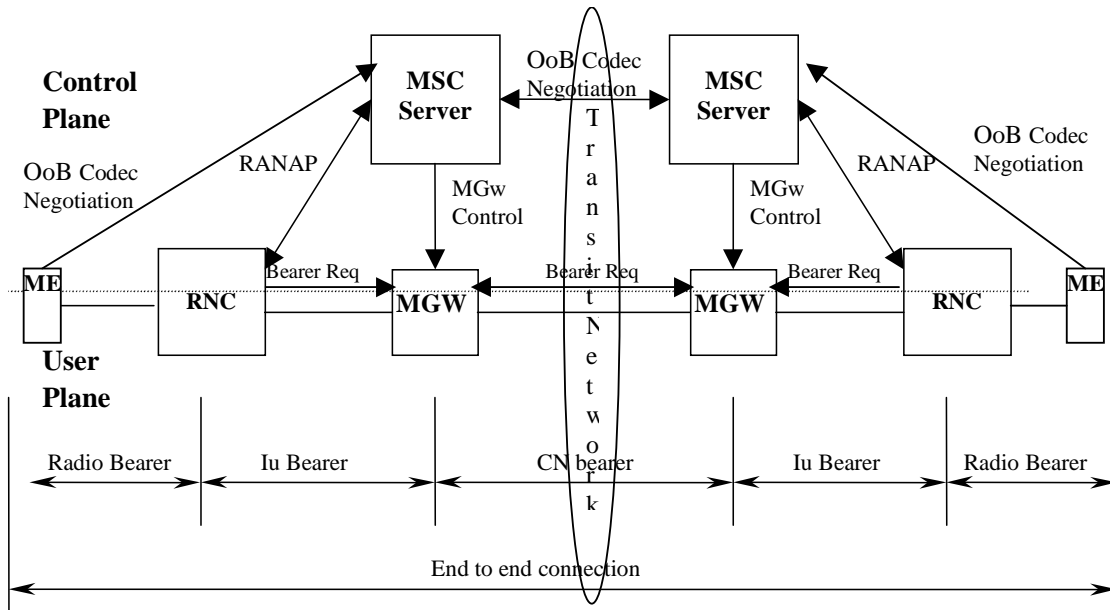 Control
Plane
MSC
Server
OoB Codec
Negotiation
MSC
Server
OoB Codec
Negotiation
RANAP
RANAP
OoB Codec
Negotiation
MGw
Control
MGw
Control
Transit Network
ME
RNC
Bearer Req
MGW
Bearer Req
MGW
Bearer Req
RNC
ME
User
Plane
Radio Bearer
Iu Bearer
CN bearer
Iu Bearer
Radio Bearer
End to end connection